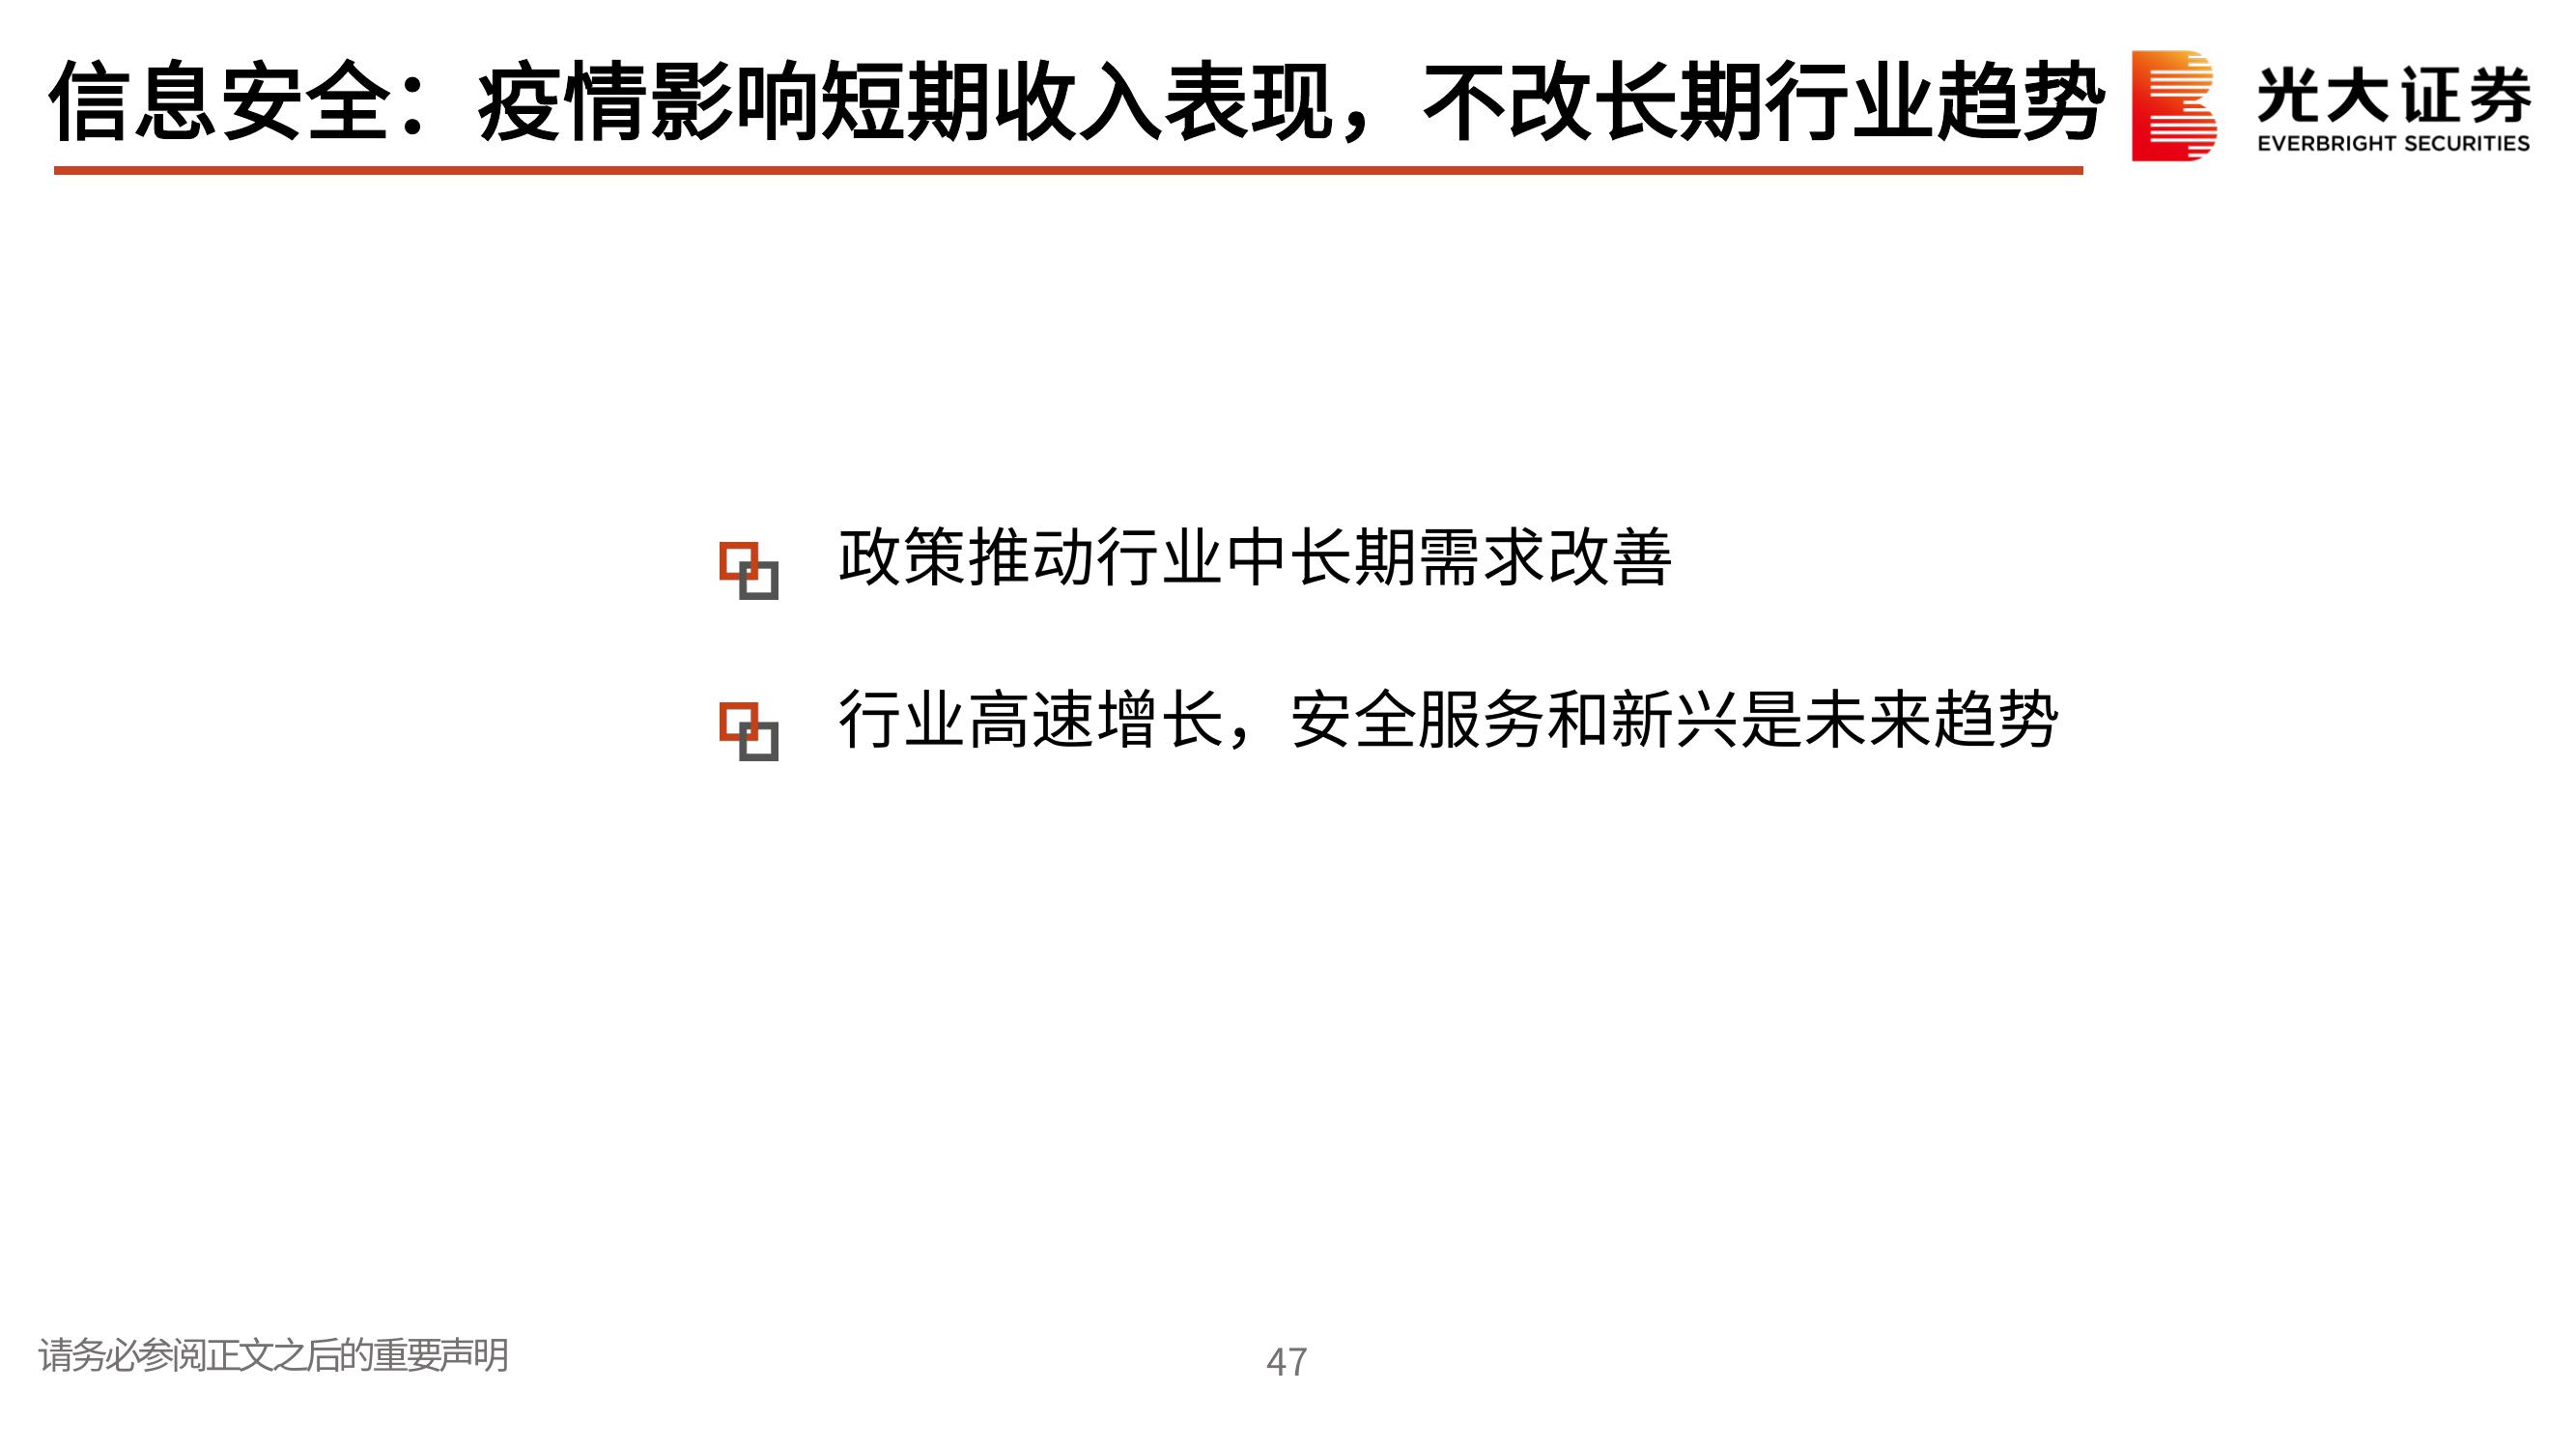 信息安全：疫情影响短期收入表现，不改长期行业趋势
光大证券
EVERBRIGHT SECURITIES
政策推动行业中长期需求改善
行业高速增长，安全服务和新兴是未来趋势
请务必参阅正文之后的重要声明
47